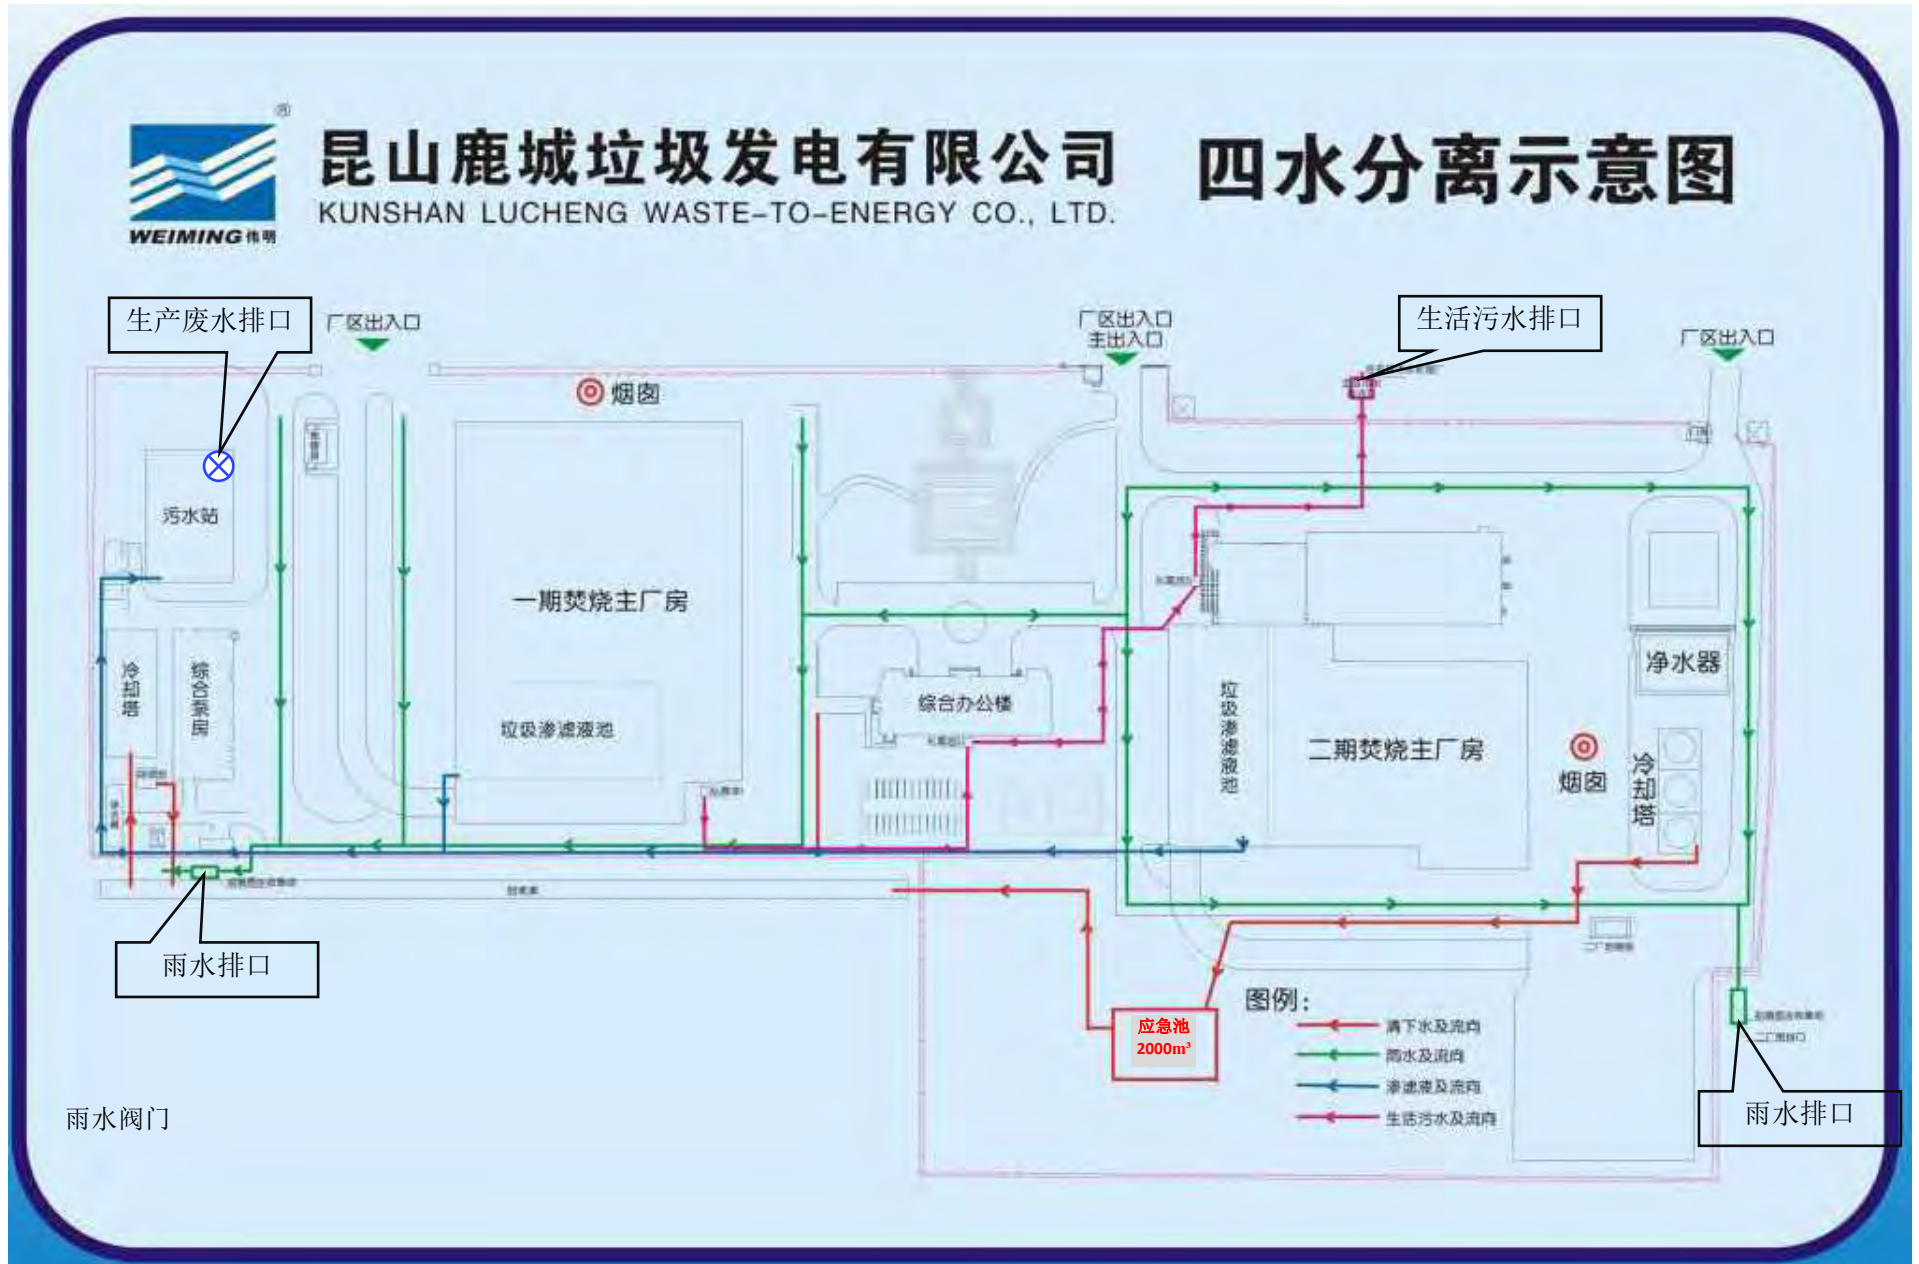 ®
昆山鹿城垃圾发电有限公司 四水分离示意图
KUNSHAN LUCHENG WASTE-TO-ENERGY CO., LTD.
WEIMING 伟明
生产废水排口
厂区出入口
厂区出入口
主出入口
生活污水排口
厂区出入口
烟囱
污水站
一期焚烧主厂房
冷却塔
综合泵房
垃圾渗滤液池
综合办公楼
垃圾渗滤液池
二期焚烧主厂房
净水器
烟囱
冷却塔
雨水排口
应急池
2000m³
图例：
清下水及流向
雨水及流向
渗滤液及流向
生活污水及流向
雨水阀门
雨水排口